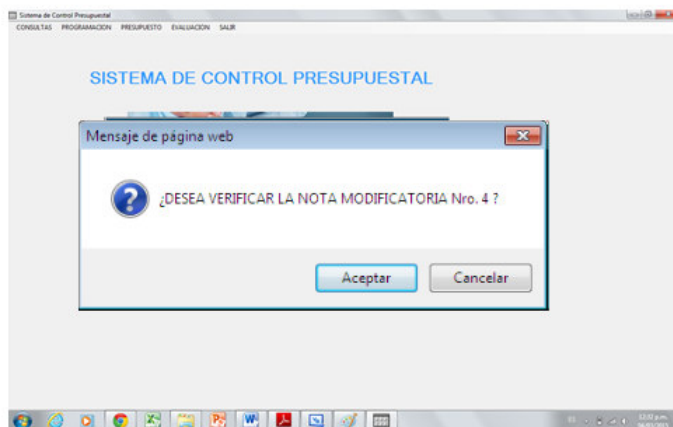 Sistema de Control Presupuestal
CONSULTAS PROGRAMACION PRESUPUESTO EVALUACION SALIR
SISTEMA DE CONTROL PRESUPUESTAL
Mensaje de página web
¿DESEA VERIFICAR LA NOTA MODIFICATORIA Nro. 4 ?
Aceptar Cancelar
ES